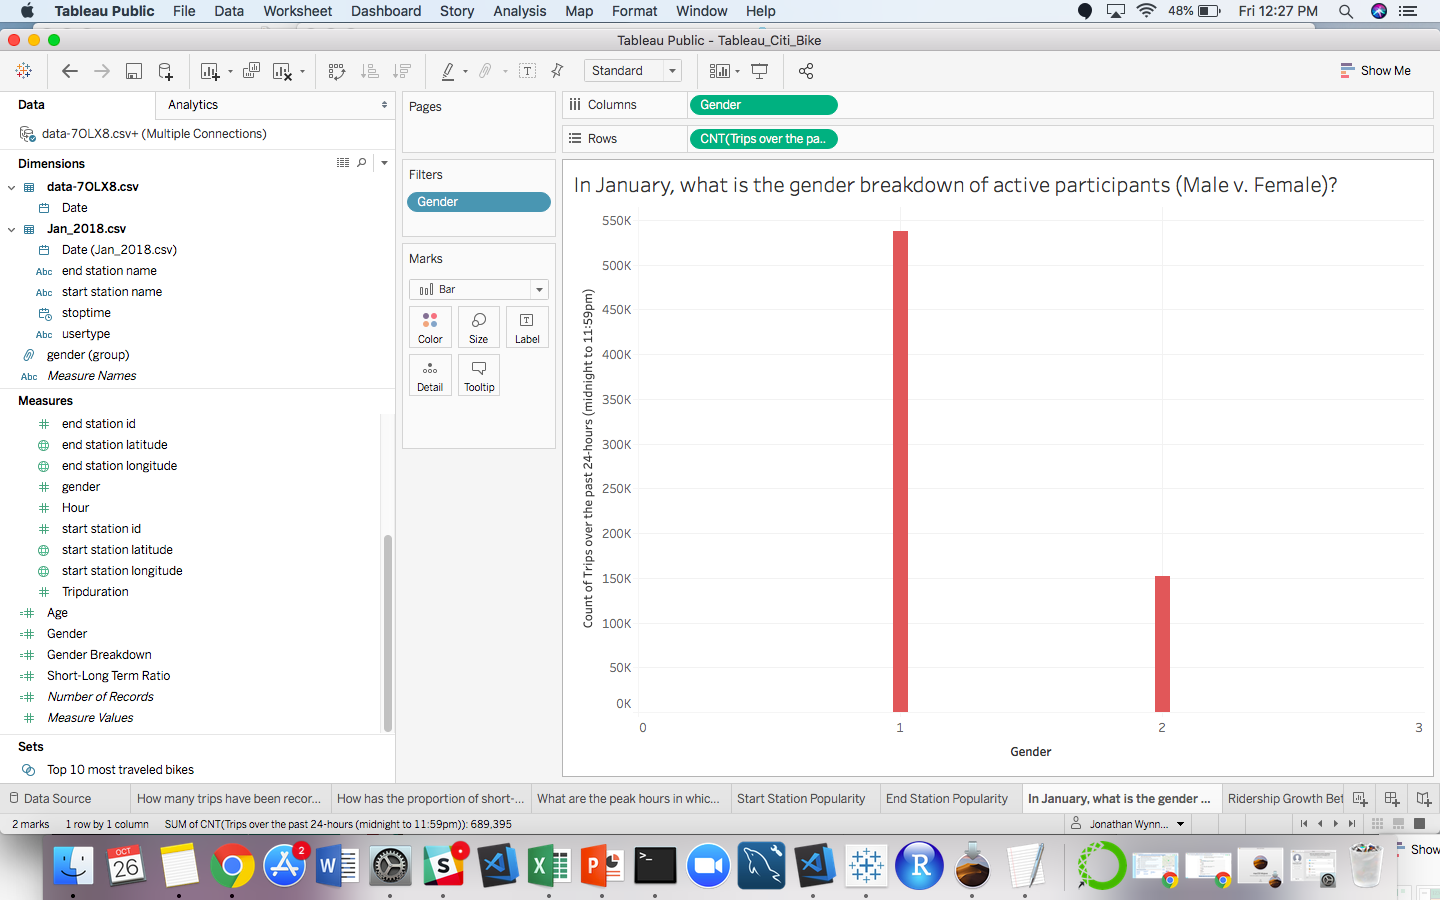 Tableau Public File Data Worksheet Dashboard Story Analysis Map Format Window Help 48% Fri 12:27 PM
Tableau Public - Tableau_Citi_Bike
Standard Show Me
Data Analytics
data-7OLX8.csv+ (Multiple Connections)
Dimensions
data-7OLX8.csv
Date
Jan_2018.csv
Date (Jan_2018.csv)
Abc end station name
Abc start station name
stoptime
Abc usertype
gender (group)
Abc Measure Names
Measures
end station id
end station latitude
end station longitude
gender
Hour
start station id
start station latitude
start station longitude
Tripduration
Age
Gender
Gender Breakdown
Short-Long Term Ratio
Number of Records
Measure Values
Sets
Top 10 most traveled bikes
Pages
Filters
Gender
Marks
Bar
Color Size Label
Detail Tooltip
Columns Gender
Rows CNT(Trips over the pa..
In January, what is the gender breakdown of active participants (Male v. Female)?
Count of Trips over the past 24-hours (midnight to 11:59pm)
550K
500K
450K
400K
350K
300K
250K
200K
150K
100K
50K
0K
0 1 2 3
Gender
Data Source How many trips have been recor... How has the proportion of short-... What are the peak hours in whic... Start Station Popularity End Station Popularity In January, what is the gender ... Ridership Growth Bet
2 marks 1 row by 1 column SUM of CNT(Trips over the past 24-hours (midnight to 11:59pm)): 689,395 Jonathan Wynn...
OCT
26
2
W
S
X
P
>_
R
Show